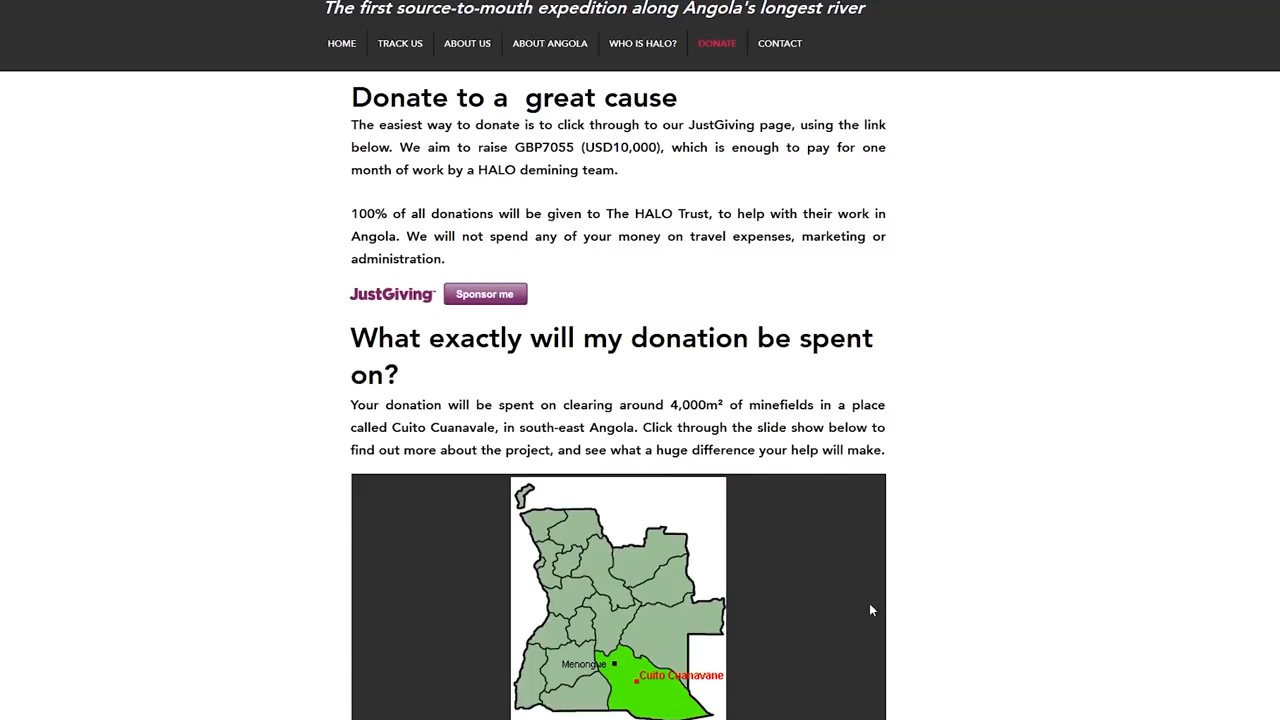 The first source-to-mouth expedition along Angola's longest river
HOME TRACK US ABOUT US ABOUT ANGOLA WHO IS HALO? DONATE CONTACT
Donate to a great cause
The easiest way to donate is to click through to our JustGiving page, using the link
below. We aim to raise GBP7055 (USD10,000), which is enough to pay for one
month of work by a HALO demining team.
100% of all donations will be given to The HALO Trust, to help with their work in
Angola. We will not spend any of your money on travel expenses, marketing or
administration.
JustGiving™ Sponsor me
What exactly will my donation be spent
on?
Your donation will be spent on clearing around 4,000m² of minefields in a place
called Cuito Cuanavale, in south-east Angola. Click through the slide show below to
find out more about the project, and see what a huge difference your help will make.
Menongue
Cuito Cuanavane